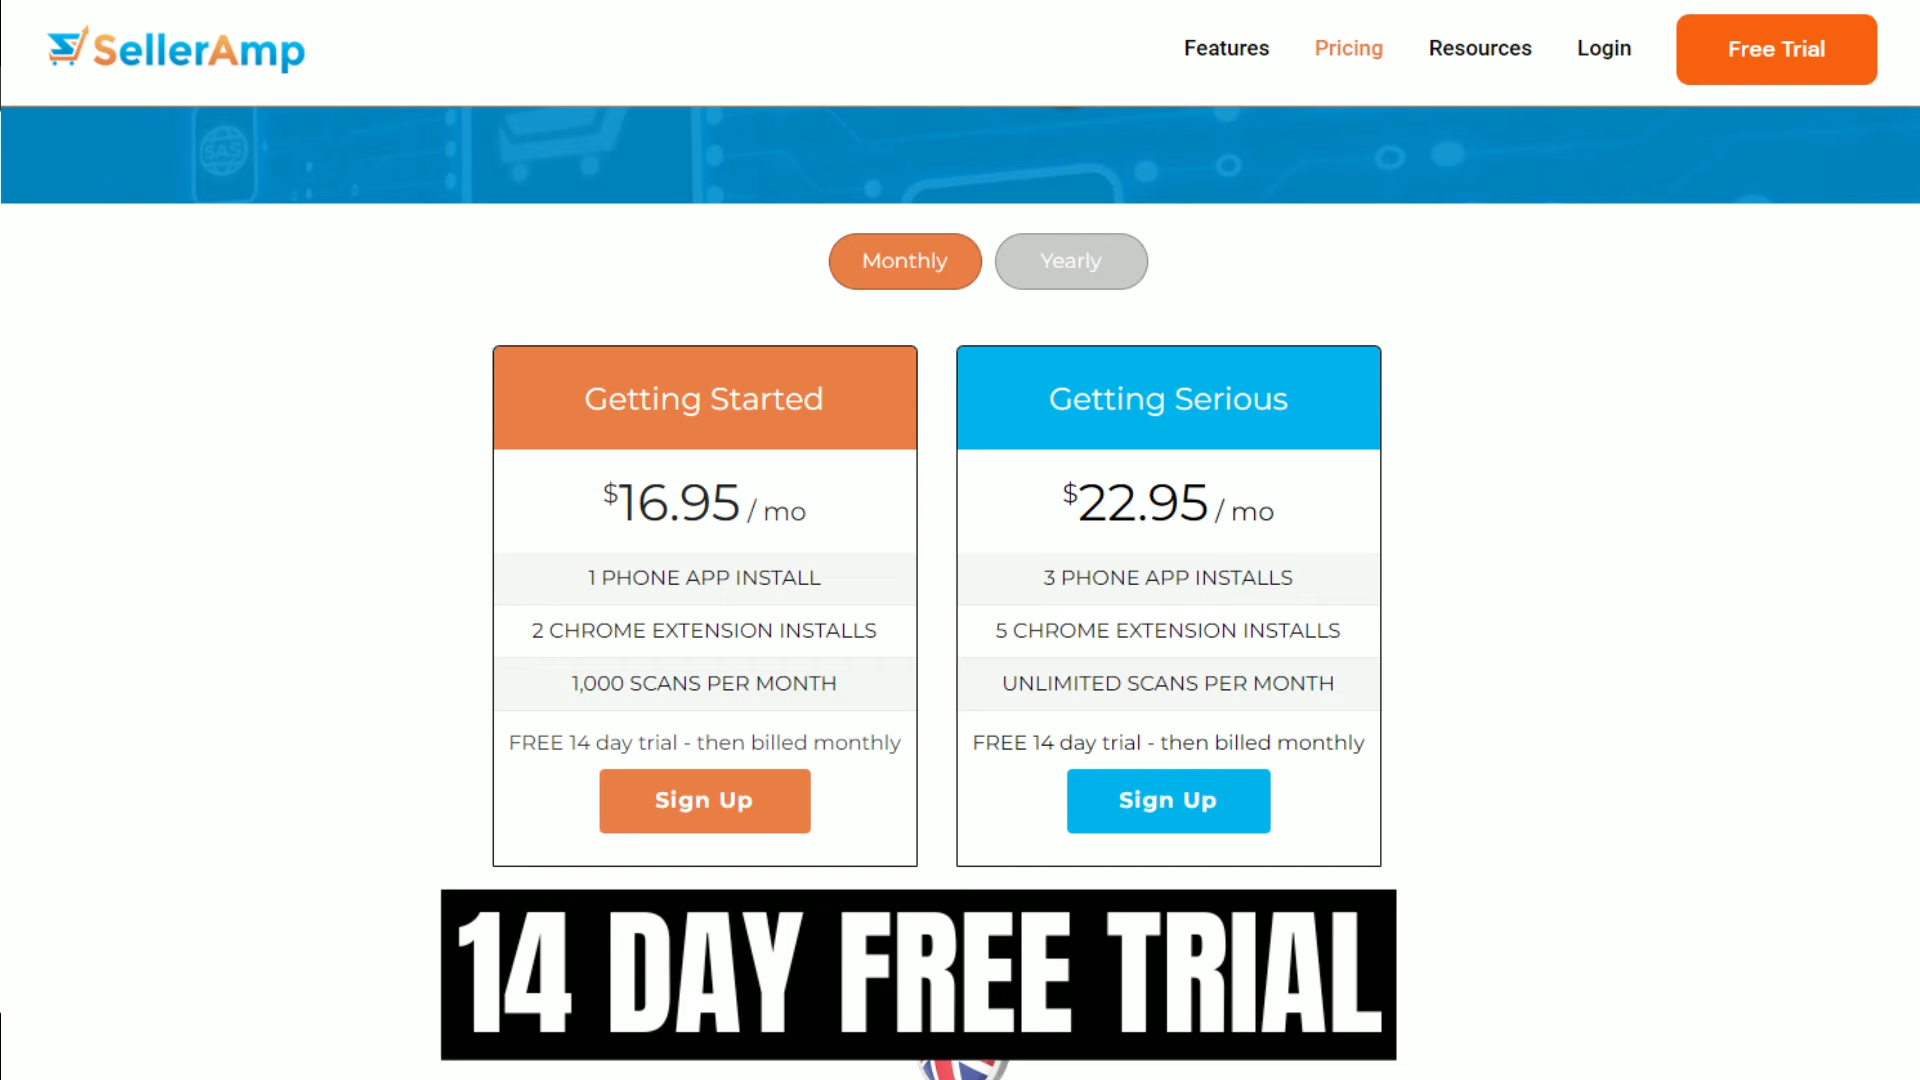 SellerAmp
Features Pricing Resources Login Free Trial
SAS
Monthly Yearly
Getting Started
$16.95 / mo
1 PHONE APP INSTALL
2 CHROME EXTENSION INSTALLS
1,000 SCANS PER MONTH
FREE 14 day trial - then billed monthly
Sign Up
Getting Serious
$22.95 / mo
3 PHONE APP INSTALLS
5 CHROME EXTENSION INSTALLS
UNLIMITED SCANS PER MONTH
FREE 14 day trial - then billed monthly
Sign Up
14 DAY FREE TRIAL